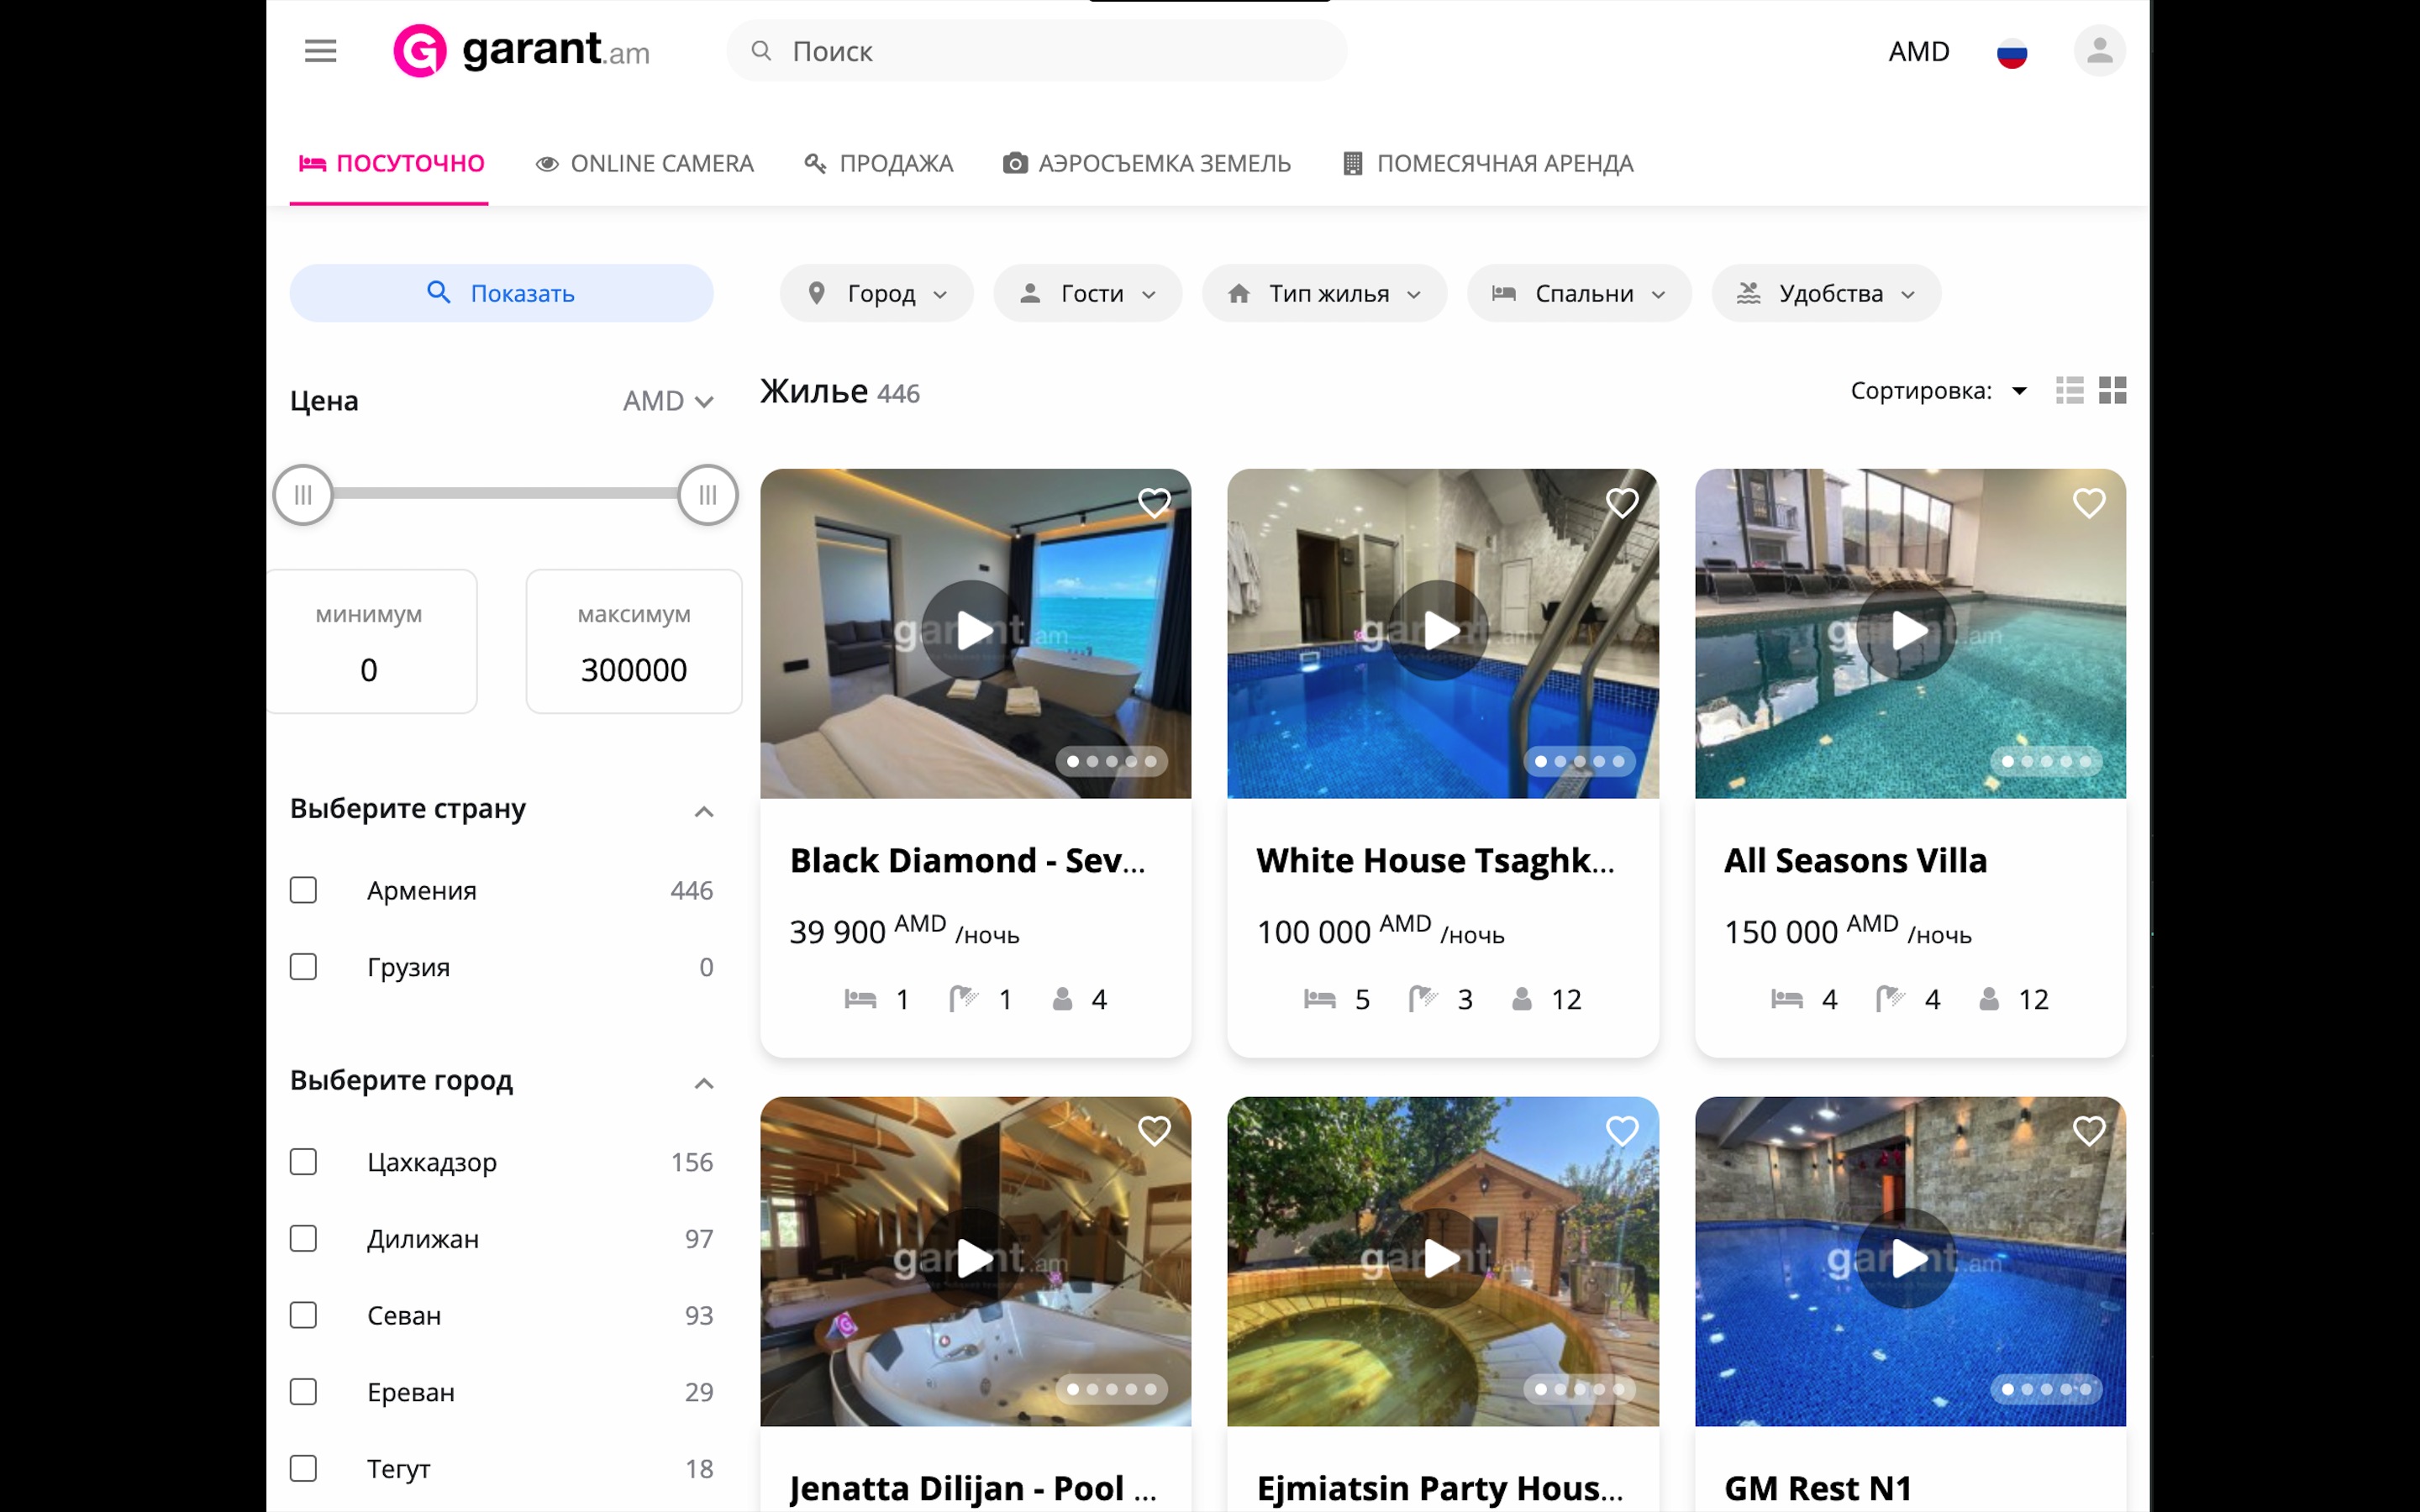 garant.am
Поиск
AMD
ПОСУТОЧНО
ONLINE CAMERA
ПРОДАЖА
АЭРОСЪЕМКА ЗЕМЕЛЬ
ПОМЕСЯЧНАЯ АРЕНДА
Показать
Город
Гости
Тип жилья
Спальни
Удобства
Цена
AMD
Жилье 446
Сортировка:
минимум
0
максимум
300000
Выберите страну
Армения 446
Грузия 0
Выберите город
Цахкадзор 156
Дилижан 97
Севан 93
Ереван 29
Тегут 18
Black Diamond - Sev...
39 900 AMD /ночь
1 1 4
White House Tsaghk...
100 000 AMD /ночь
5 3 12
All Seasons Villa
150 000 AMD /ночь
4 4 12
Jenatta Dilijan - Pool ...
Ejmiatsin Party Hous...
GM Rest N1